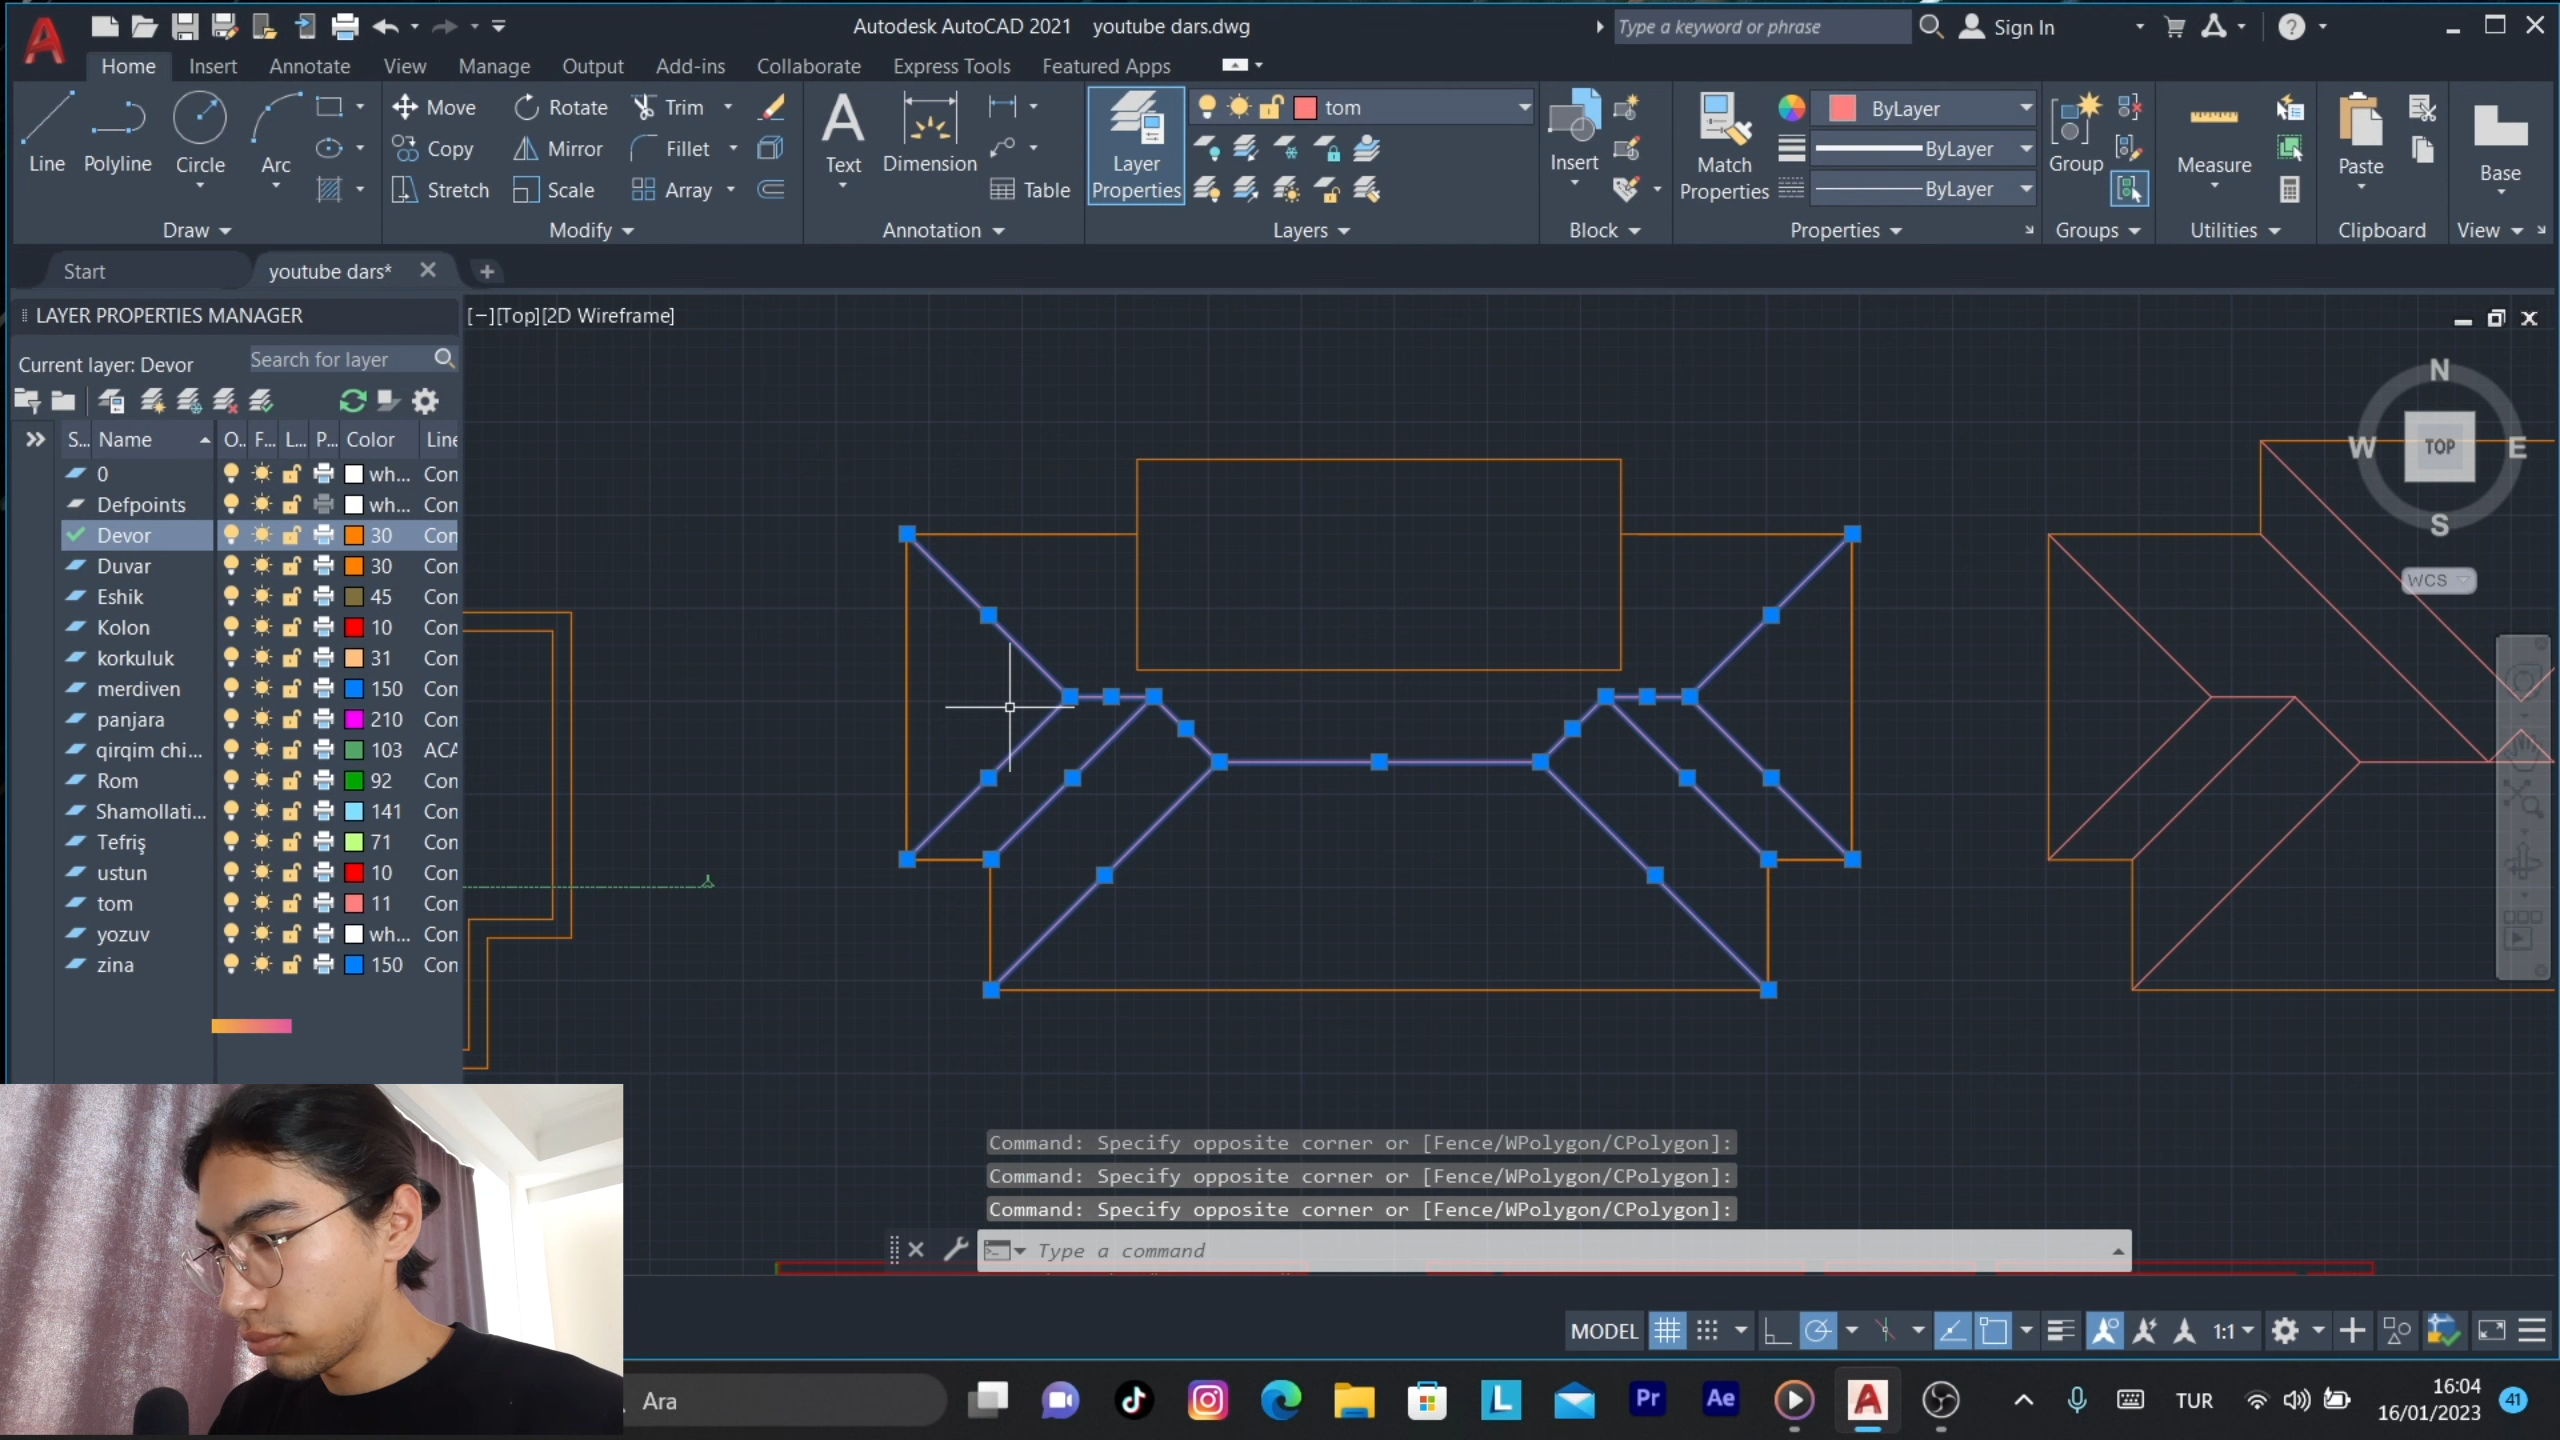 Autodesk AutoCAD 2021 youtube dars.dwg
Type a keyword or phrase
Sign In
Home Insert Annotate View Manage Output Add-ins Collaborate Express Tools Featured Apps
Line Polyline Circle Arc
Move Rotate Trim
Copy Mirror Fillet
Stretch Scale Array
Text Dimension Table
Layer Properties
tom
Insert
Match Properties
ByLayer
ByLayer
ByLayer
Group Measure Paste Base
Draw Modify Annotation Layers Block Properties Groups Utilities Clipboard View
Start youtube dars*
LAYER PROPERTIES MANAGER
[−][Top][2D Wireframe]
Current layer: Devor
Search for layer
S... Name O.. F... L... P... Color Line
0 wh... Con
Defpoints wh... Con
Devor 30 Con
Duvar 30 Con
Eshik 45 Con
Kolon 10 Con
korkuluk 31 Con
merdiven 150 Con
panjara 210 Con
qirqim chi... 103 ACA
Rom 92 Con
Shamollati... 141 Con
Tefriş 71 Con
ustun 10 Con
tom 11 Con
yozuv wh... Con
zina 150 Con
N
W TOP E
S
WCS
Command: Specify opposite corner or [Fence/WPolygon/CPolygon]:
Command: Specify opposite corner or [Fence/WPolygon/CPolygon]:
Command: Specify opposite corner or [Fence/WPolygon/CPolygon]:
Type a command
MODEL 1:1
Ara
L Pr Ae A
TUR
16:04
16/01/2023
41